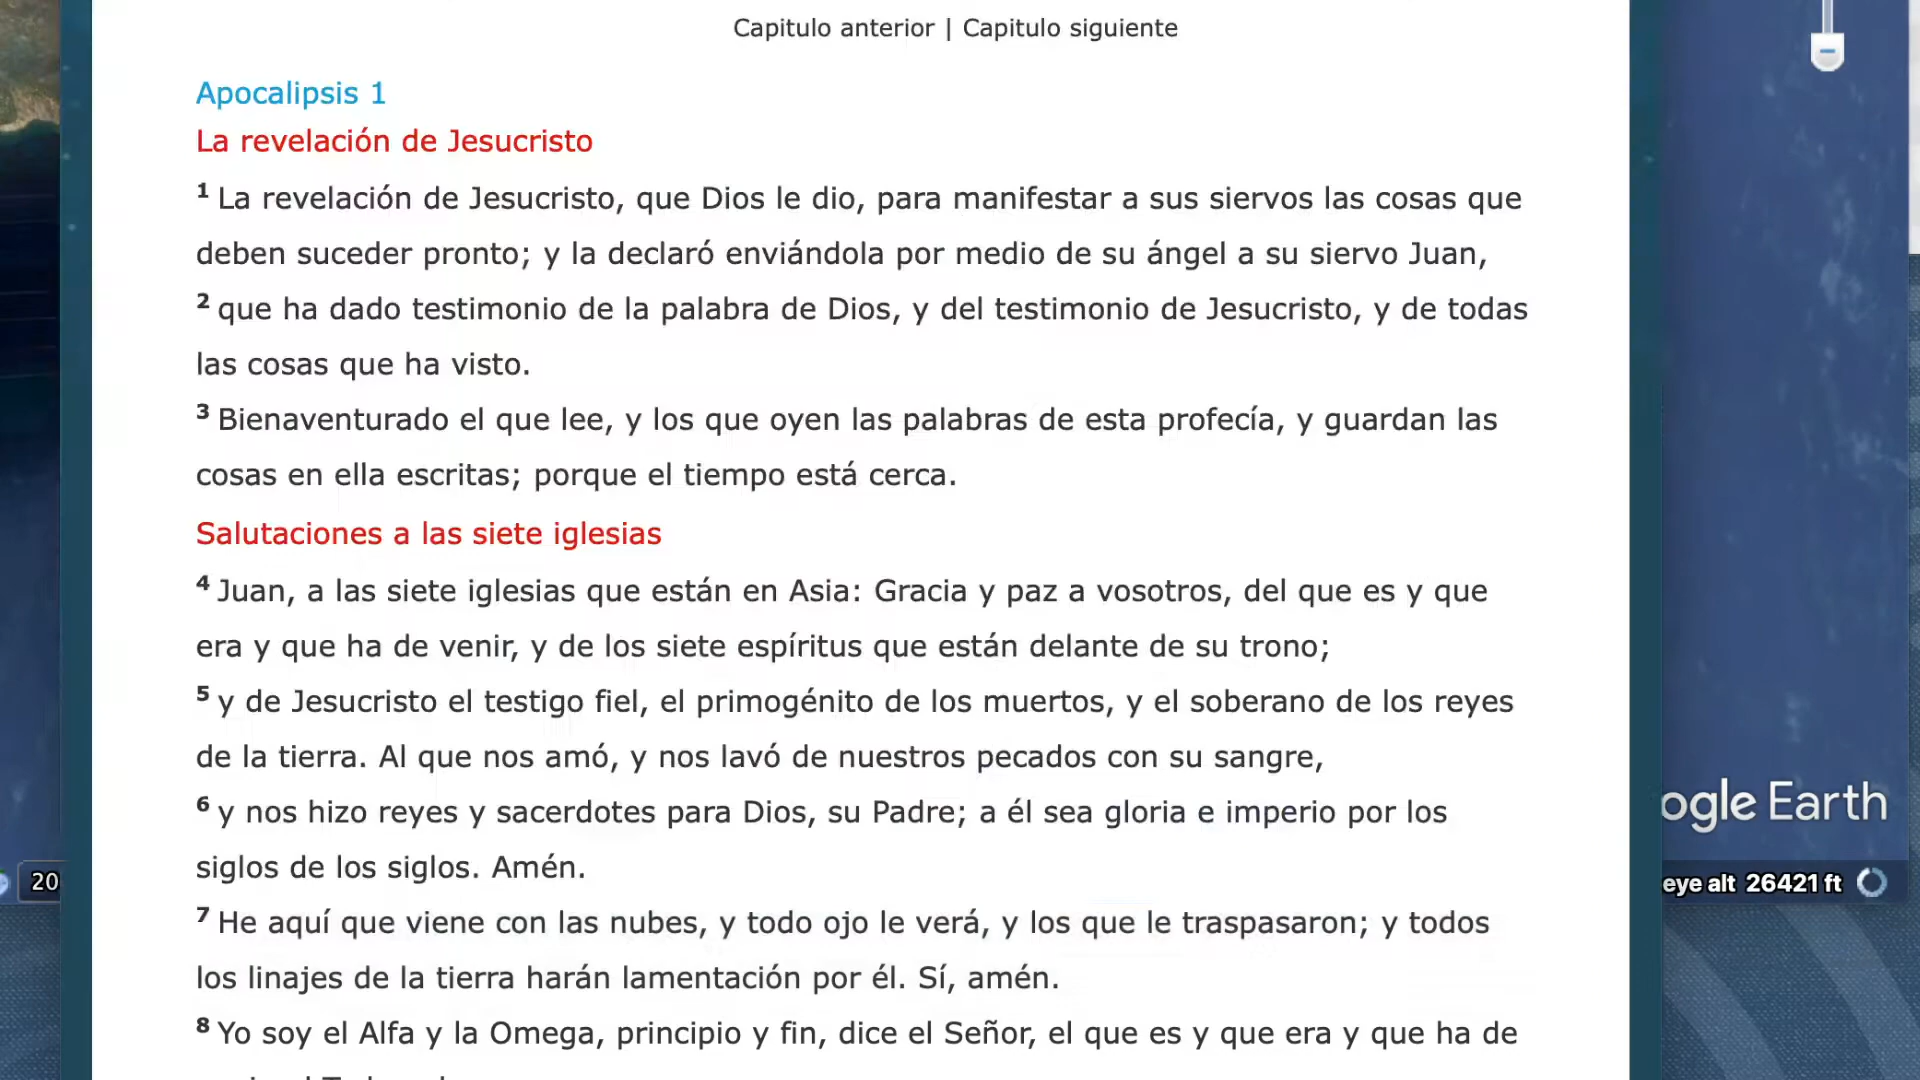 Capitulo anterior | Capitulo siguiente
Apocalipsis 1
La revelación de Jesucristo
1 La revelación de Jesucristo, que Dios le dio, para manifestar a sus siervos las cosas que
deben suceder pronto; y la declaró enviándola por medio de su ángel a su siervo Juan,
2 que ha dado testimonio de la palabra de Dios, y del testimonio de Jesucristo, y de todas
las cosas que ha visto.
3 Bienaventurado el que lee, y los que oyen las palabras de esta profecía, y guardan las
cosas en ella escritas; porque el tiempo está cerca.
Salutaciones a las siete iglesias
4 Juan, a las siete iglesias que están en Asia: Gracia y paz a vosotros, del que es y que
era y que ha de venir, y de los siete espíritus que están delante de su trono;
5 y de Jesucristo el testigo fiel, el primogénito de los muertos, y el soberano de los reyes
de la tierra. Al que nos amó, y nos lavó de nuestros pecados con su sangre,
6 y nos hizo reyes y sacerdotes para Dios, su Padre; a él sea gloria e imperio por los
siglos de los siglos. Amén.
7 He aquí que viene con las nubes, y todo ojo le verá, y los que le traspasaron; y todos
los linajes de la tierra harán lamentación por él. Sí, amén.
8 Yo soy el Alfa y la Omega, principio y fin, dice el Señor, el que es y que era y que ha de
ogle Earth
20
eye alt 26421 ft